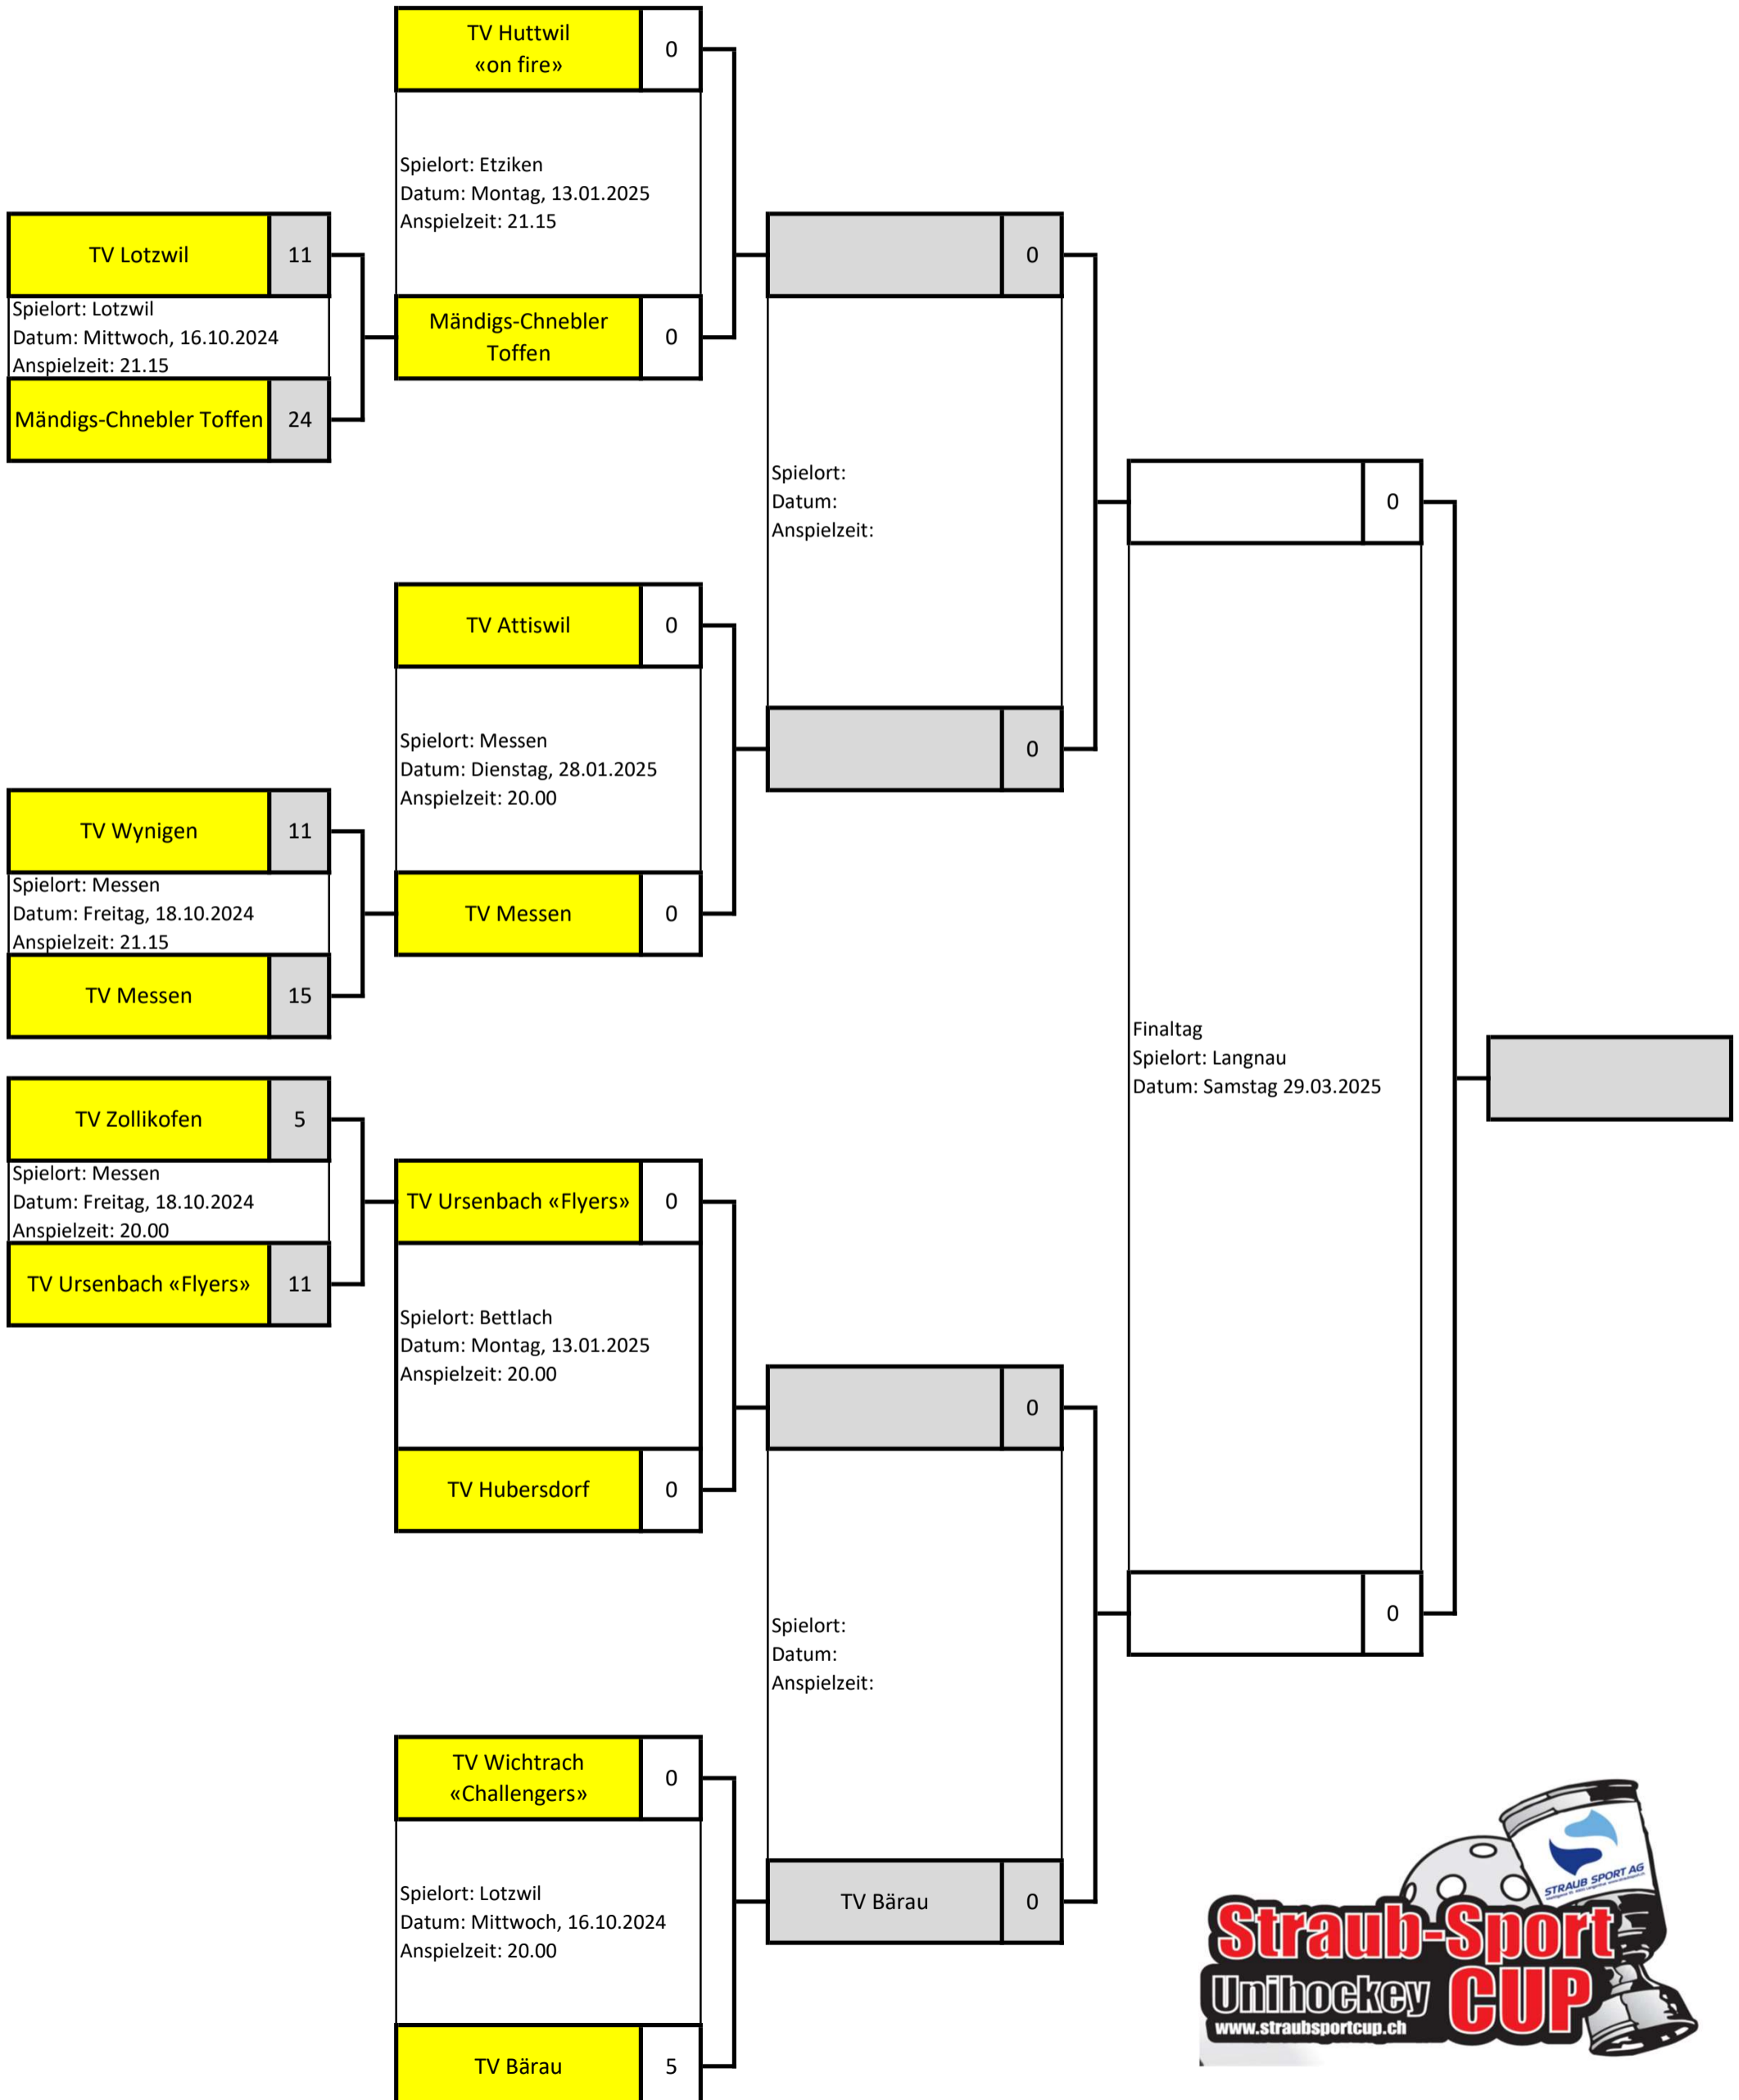 TV Huttwil
«on fire»
0
Spielort: Etziken
Datum: Montag, 13.01.2025
Anspielzeit: 21.15
Mändigs-Chnebler
Toffen
0
TV Lotzwil
11
Spielort: Lotzwil
Datum: Mittwoch, 16.10.2024
Anspielzeit: 21.15
Mändigs-Chnebler Toffen
24
0
Spielort:
Datum:
Anspielzeit:
0
TV Attiswil
0
Spielort: Messen
Datum: Dienstag, 28.01.2025
Anspielzeit: 20.00
TV Messen
0
TV Wynigen
11
Spielort: Messen
Datum: Freitag, 18.10.2024
Anspielzeit: 21.15
TV Messen
15
0
Finaltag
Spielort: Langnau
Datum: Samstag 29.03.2025
0
TV Zollikofen
5
Spielort: Messen
Datum: Freitag, 18.10.2024
Anspielzeit: 20.00
TV Ursenbach «Flyers»
11
TV Ursenbach «Flyers»
0
Spielort: Bettlach
Datum: Montag, 13.01.2025
Anspielzeit: 20.00
TV Hubersdorf
0
0
Spielort:
Datum:
Anspielzeit:
TV Bärau
0
TV Wichtrach
«Challengers»
0
Spielort: Lotzwil
Datum: Mittwoch, 16.10.2024
Anspielzeit: 20.00
TV Bärau
5
STRAUB SPORT AG
Straub-Sport
Unihockey CUP
www.straubsportcup.ch